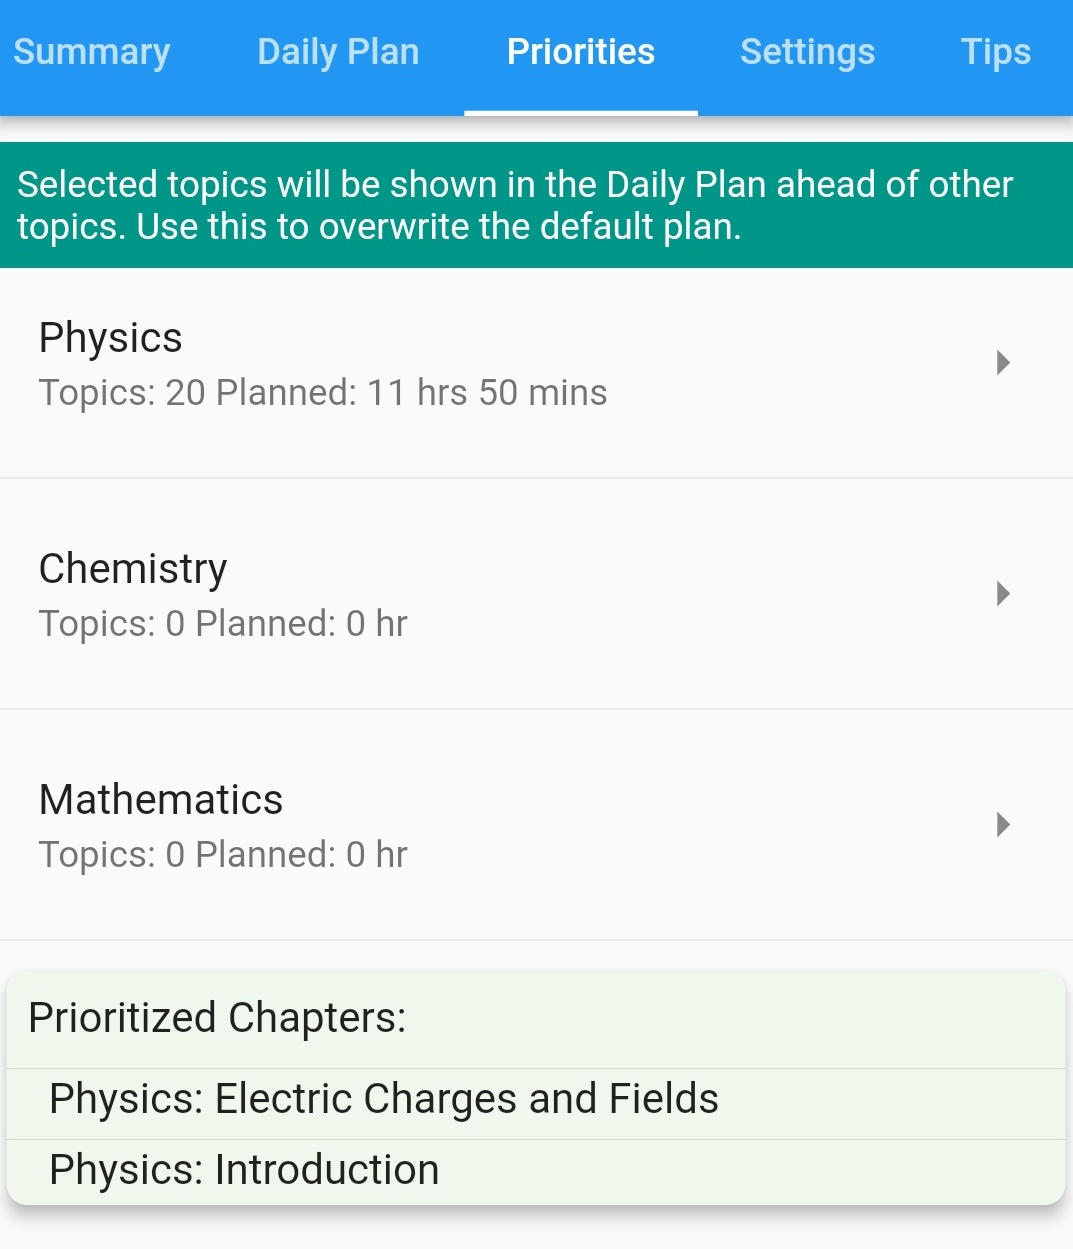 Summary Daily Plan Priorities Settings Tips
Selected topics will be shown in the Daily Plan ahead of other
topics. Use this to overwrite the default plan.
Physics
Topics: 20 Planned: 11 hrs 50 mins
Chemistry
Topics: 0 Planned: 0 hr
Mathematics
Topics: 0 Planned: 0 hr
Prioritized Chapters:
Physics: Electric Charges and Fields
Physics: Introduction